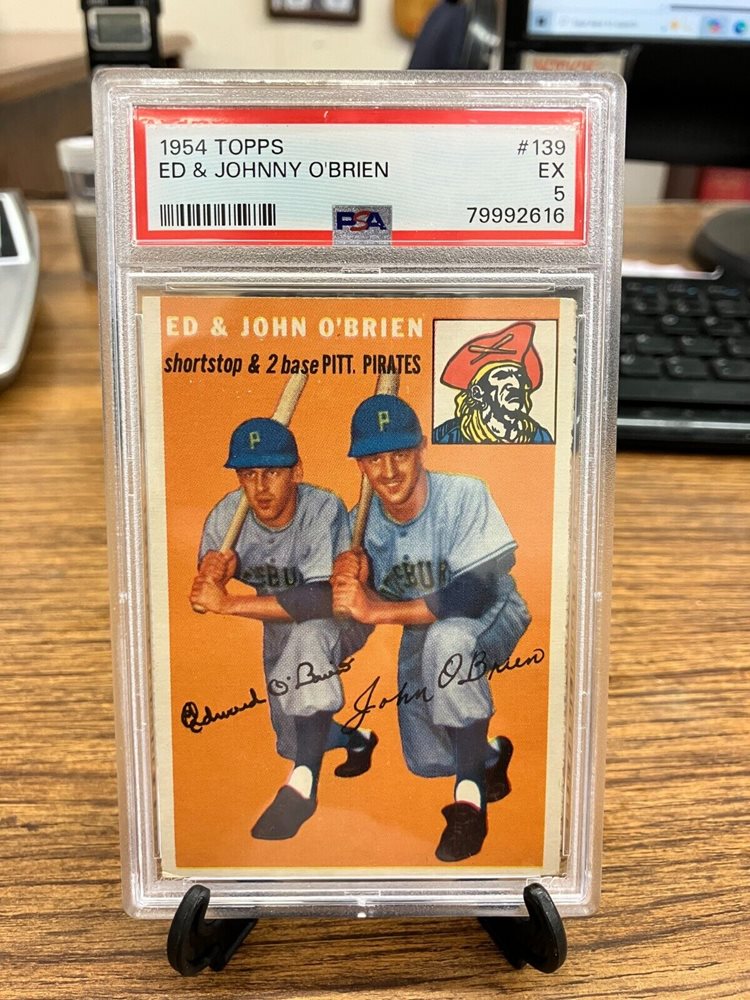 1954 TOPPS #139
ED & JOHNNY O'BRIEN EX
5
79992616
PSA
ED & JOHN O'BRIEN
shortstop & 2 base PITT. PIRATES
P
P
Edward O'Brien
John O'Brien